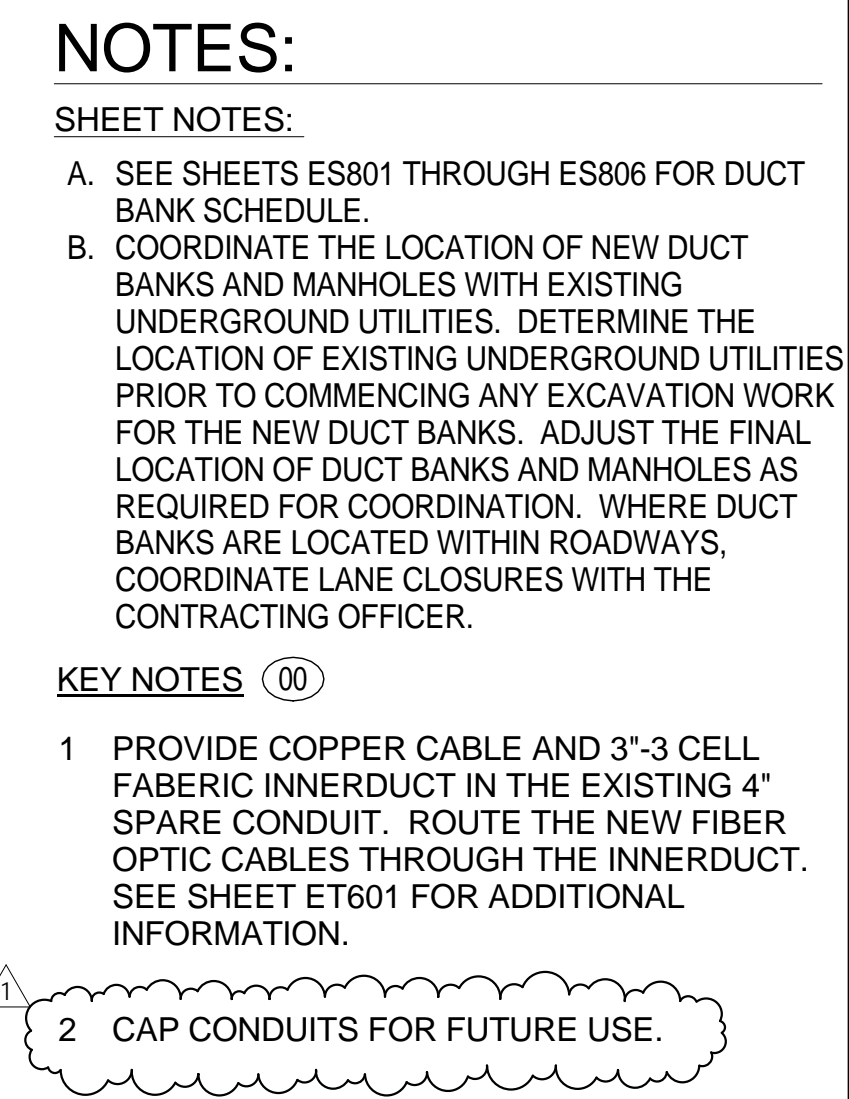 NOTES:
SHEET NOTES:
A. SEE SHEETS ES801 THROUGH ES806 FOR DUCT
BANK SCHEDULE.
B. COORDINATE THE LOCATION OF NEW DUCT
BANKS AND MANHOLES WITH EXISTING
UNDERGROUND UTILITIES. DETERMINE THE
LOCATION OF EXISTING UNDERGROUND UTILITIES
PRIOR TO COMMENCING ANY EXCAVATION WORK
FOR THE NEW DUCT BANKS. ADJUST THE FINAL
LOCATION OF DUCT BANKS AND MANHOLES AS
REQUIRED FOR COORDINATION. WHERE DUCT
BANKS ARE LOCATED WITHIN ROADWAYS,
COORDINATE LANE CLOSURES WITH THE
CONTRACTING OFFICER.
KEY NOTES 00
1 PROVIDE COPPER CABLE AND 3"-3 CELL
FABERIC INNERDUCT IN THE EXISTING 4"
SPARE CONDUIT. ROUTE THE NEW FIBER
OPTIC CABLES THROUGH THE INNERDUCT.
SEE SHEET ET601 FOR ADDITIONAL
INFORMATION.
1
2 CAP CONDUITS FOR FUTURE USE.